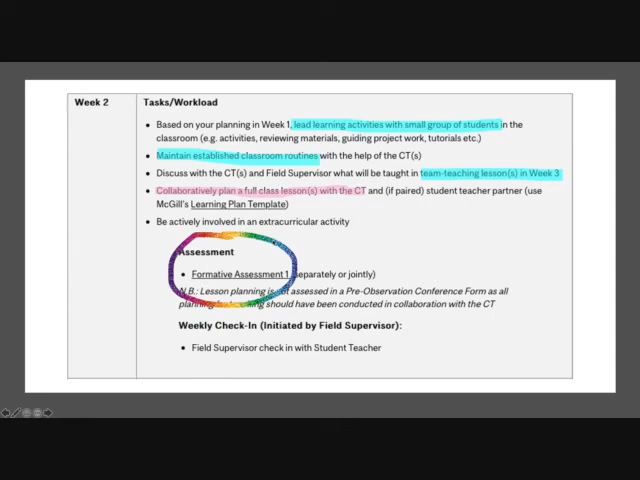 Week 2
Tasks/Workload
• Based on your planning in Week 1, lead learning activities with small group of students in the
classroom (e.g. activities, reviewing materials, guiding project work, tutorials etc.)
• Maintain established classroom routines with the help of the CT(s)
• Discuss with the CT(s) and Field Supervisor what will be taught in team-teaching lesson(s) in Week 3
• Collaboratively plan a full class lesson(s) with the CT and (if paired) student teacher partner (use
McGill's Learning Plan Template)
• Be actively involved in an extracurricular activity
Assessment
• Formative Assessment 1 (separately or jointly)
N.B.: Lesson planning is not assessed in a Pre-Observation Conference Form as all
should have been conducted in collaboration with the CT
Weekly Check-In (Initiated by Field Supervisor):
• Field Supervisor check in with Student Teacher